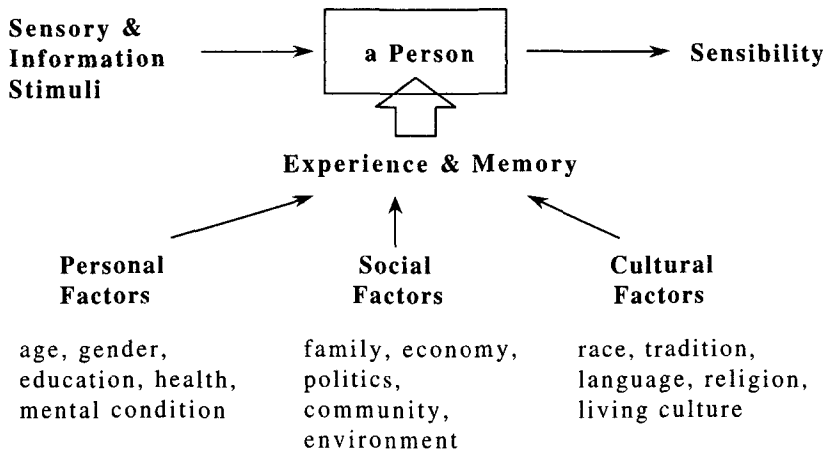 Sensory &
Information
Stimuli
a Person
Sensibility
Experience & Memory
Personal
Factors
Social
Factors
Cultural
Factors
age, gender,
education, health,
mental condition
family, economy,
politics,
community,
environment
race, tradition,
language, religion,
living culture